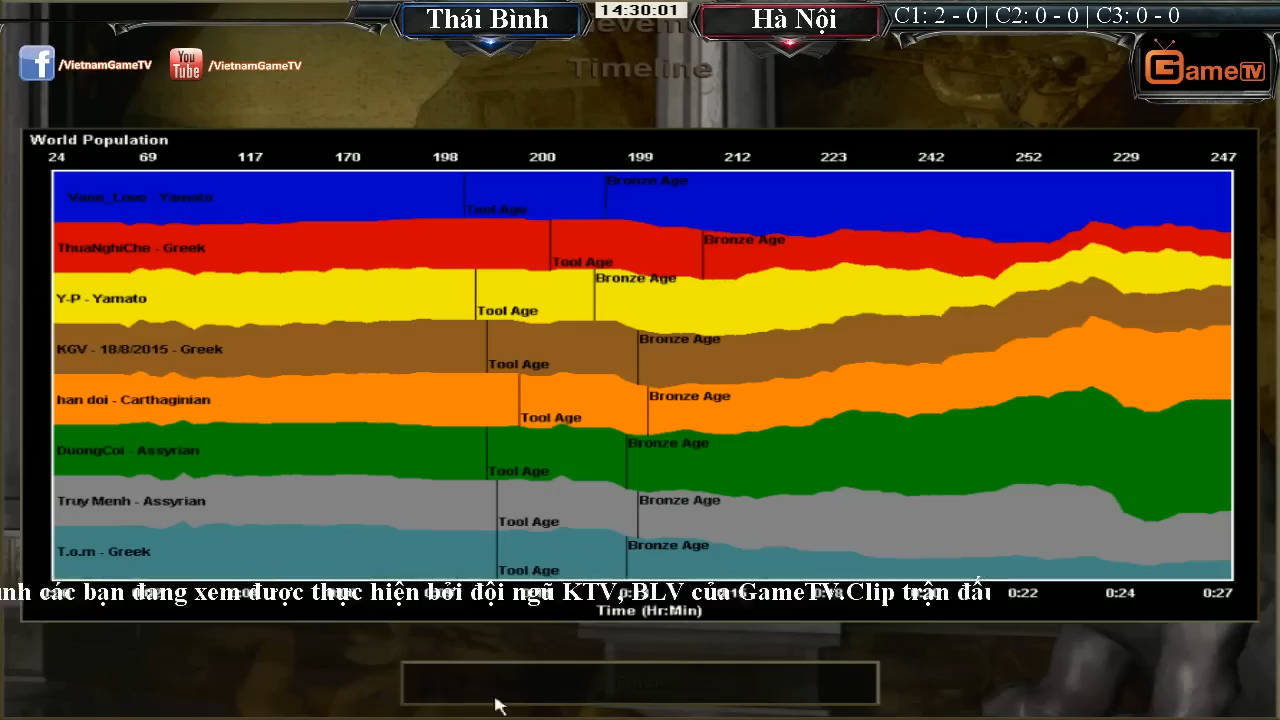 Thái Bình
14:30:01
Hà Nội
C1: 2 - 0 | C2: 0 - 0 | C3: 0 - 0
/VietnamGameTV
You Tube
/VietnamGameTV
GameTV
Timeline
World Population
24 69 117 170 198 200 199 212 223 242 252 229 247
Vane_Love - Yamato
Tool Age
Bronze Age
ThuaNghiChe - Greek
Tool Age
Bronze Age
Y-P - Yamato
Tool Age
Bronze Age
KGV - 18/8/2015 - Greek
Tool Age
Bronze Age
han doi - Carthaginian
Tool Age
Bronze Age
DuongCoi - Assyrian
Tool Age
Bronze Age
Truy Menh - Assyrian
Tool Age
Bronze Age
T.o.m - Greek
Tool Age
Bronze Age
các bạn đang xem được thực hiện bởi đội ngũ KTV, BLV của GameTV. Clip trận đấu
0:22 0:24 0:27
Time (Hr:Min)